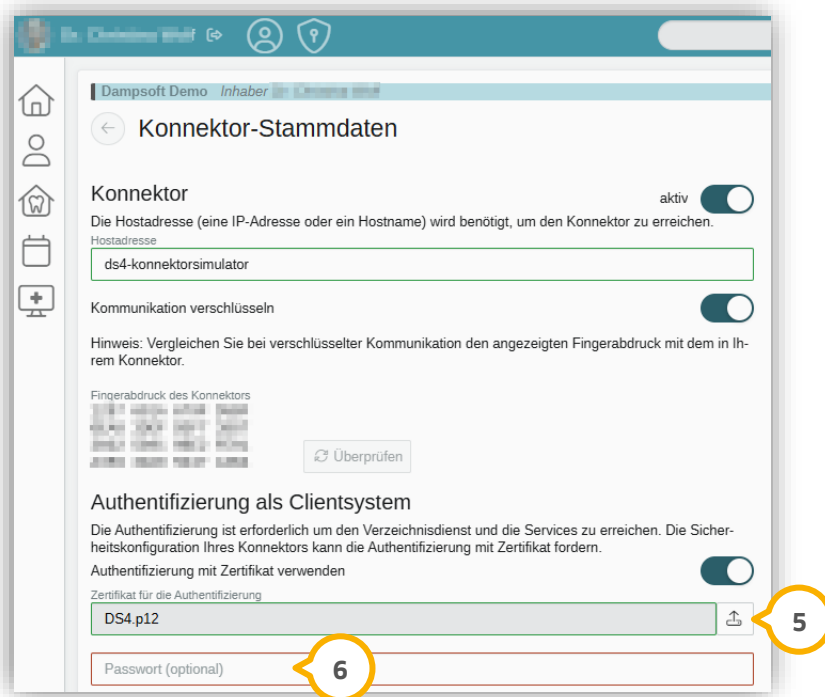 Dampsoft Demo Inhaber
Konnektor-Stammdaten
Konnektor
aktiv
Die Hostadresse (eine IP-Adresse oder ein Hostname) wird benötigt, um den Konnektor zu erreichen.
Hostadresse
ds4-konnektorsimulator
Kommunikation verschlüsseln
Hinweis: Vergleichen Sie bei verschlüsselter Kommunikation den angezeigten Fingerabdruck mit dem in Ih-
rem Konnektor.
Fingerabdruck des Konnektors
Überprüfen
Authentifizierung als Clientsystem
Die Authentifizierung ist erforderlich um den Verzeichnisdienst und die Services zu erreichen. Die Sicher-
heitskonfiguration Ihres Konnektors kann die Authentifizierung mit Zertifikat fordern.
Authentifizierung mit Zertifikat verwenden
Zertifikat für die Authentifizierung
DS4.p12
5
Passwort (optional)
6